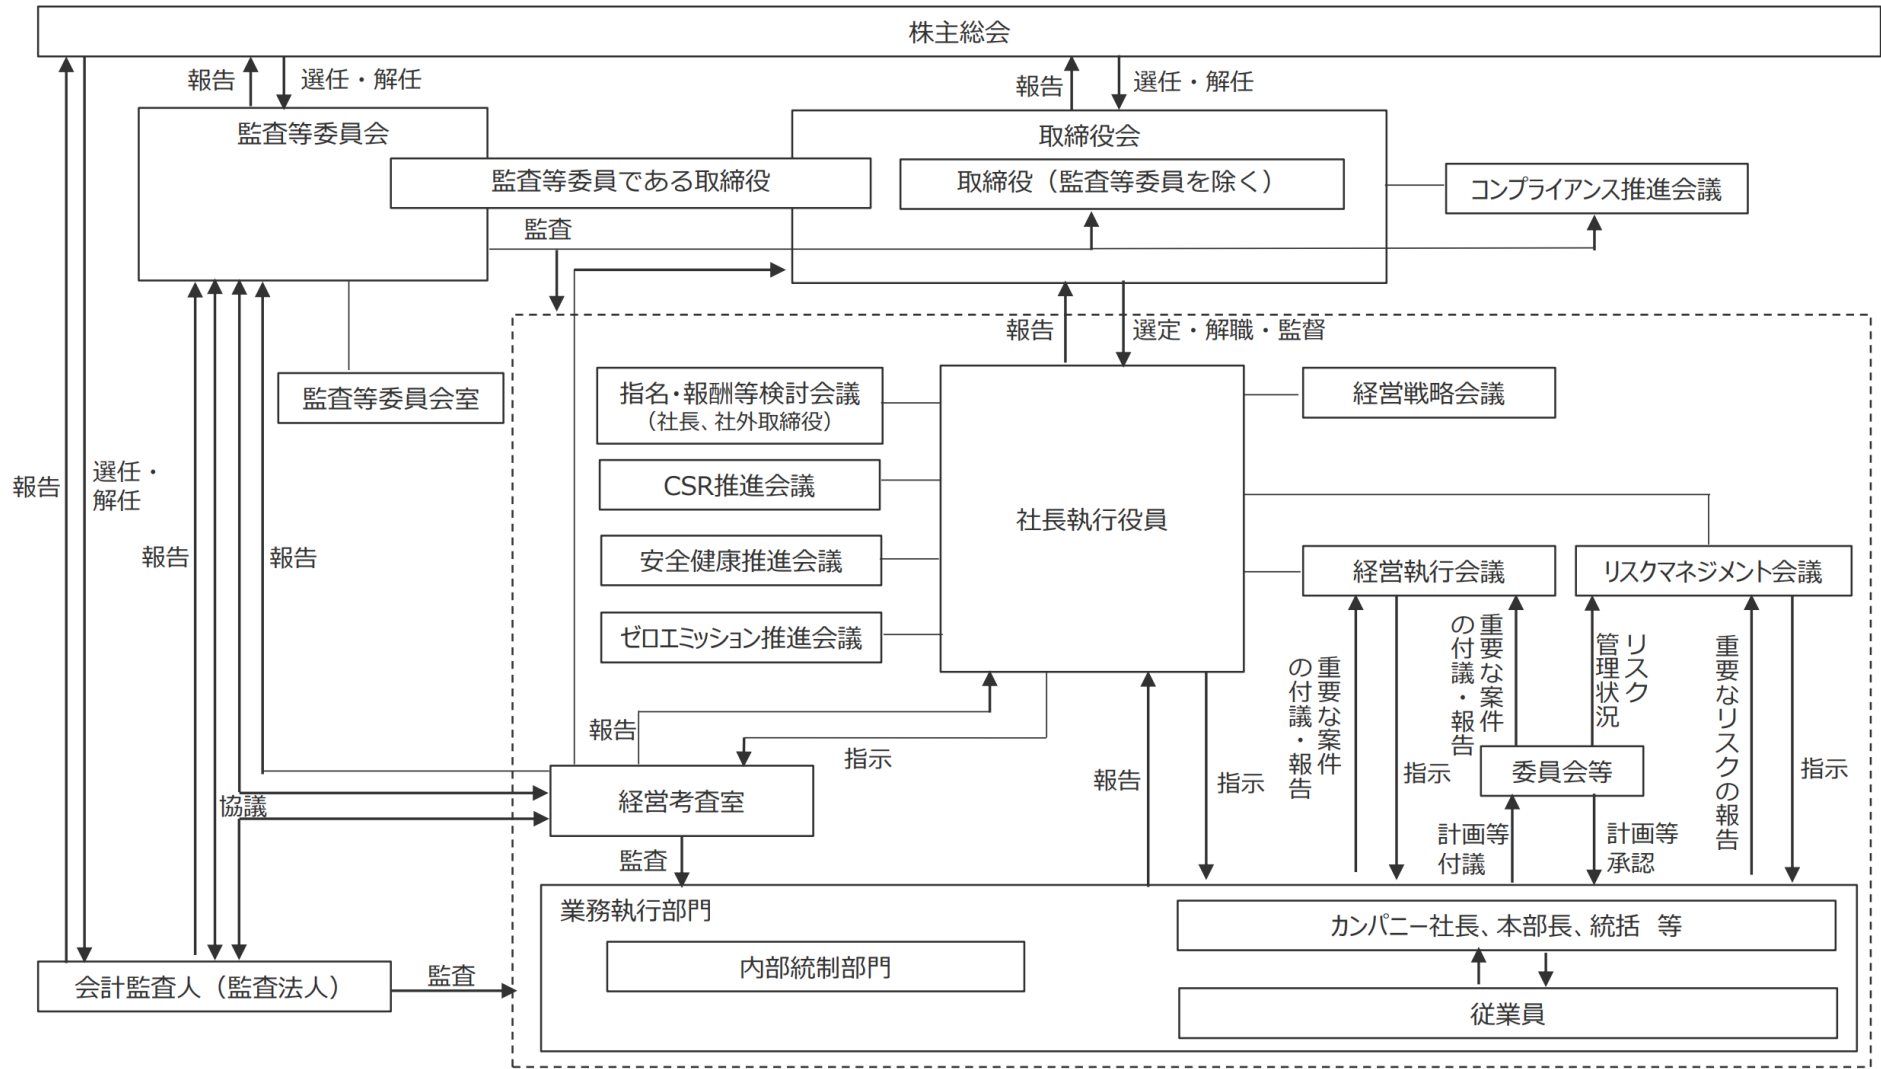 株主総会
報告
選任・解任
報告
選任・解任
監査等委員会
取締役会
監査等委員である取締役
取締役（監査等委員を除く）
コンプライアンス推進会議
監査
報告
選定・解職・監督
監査等委員会室
指名・報酬等検討会議
（社長、社外取締役）
経営戦略会議
報告
選任・
解任
CSR推進会議
社長執行役員
報告
報告
安全健康推進会議
経営執行会議
リスクマネジメント会議
ゼロエミッション推進会議
重要な案件
の付議・報告
重要な案件
の付議・報告
リスク
管理状況
重要なリスクの報告
報告
指示
報告
指示
指示
委員会等
指示
経営考査室
協議
計画等
付議
計画等
承認
監査
業務執行部門
カンパニー社長、本部長、統括　等
内部統制部門
会計監査人（監査法人）
監査
従業員